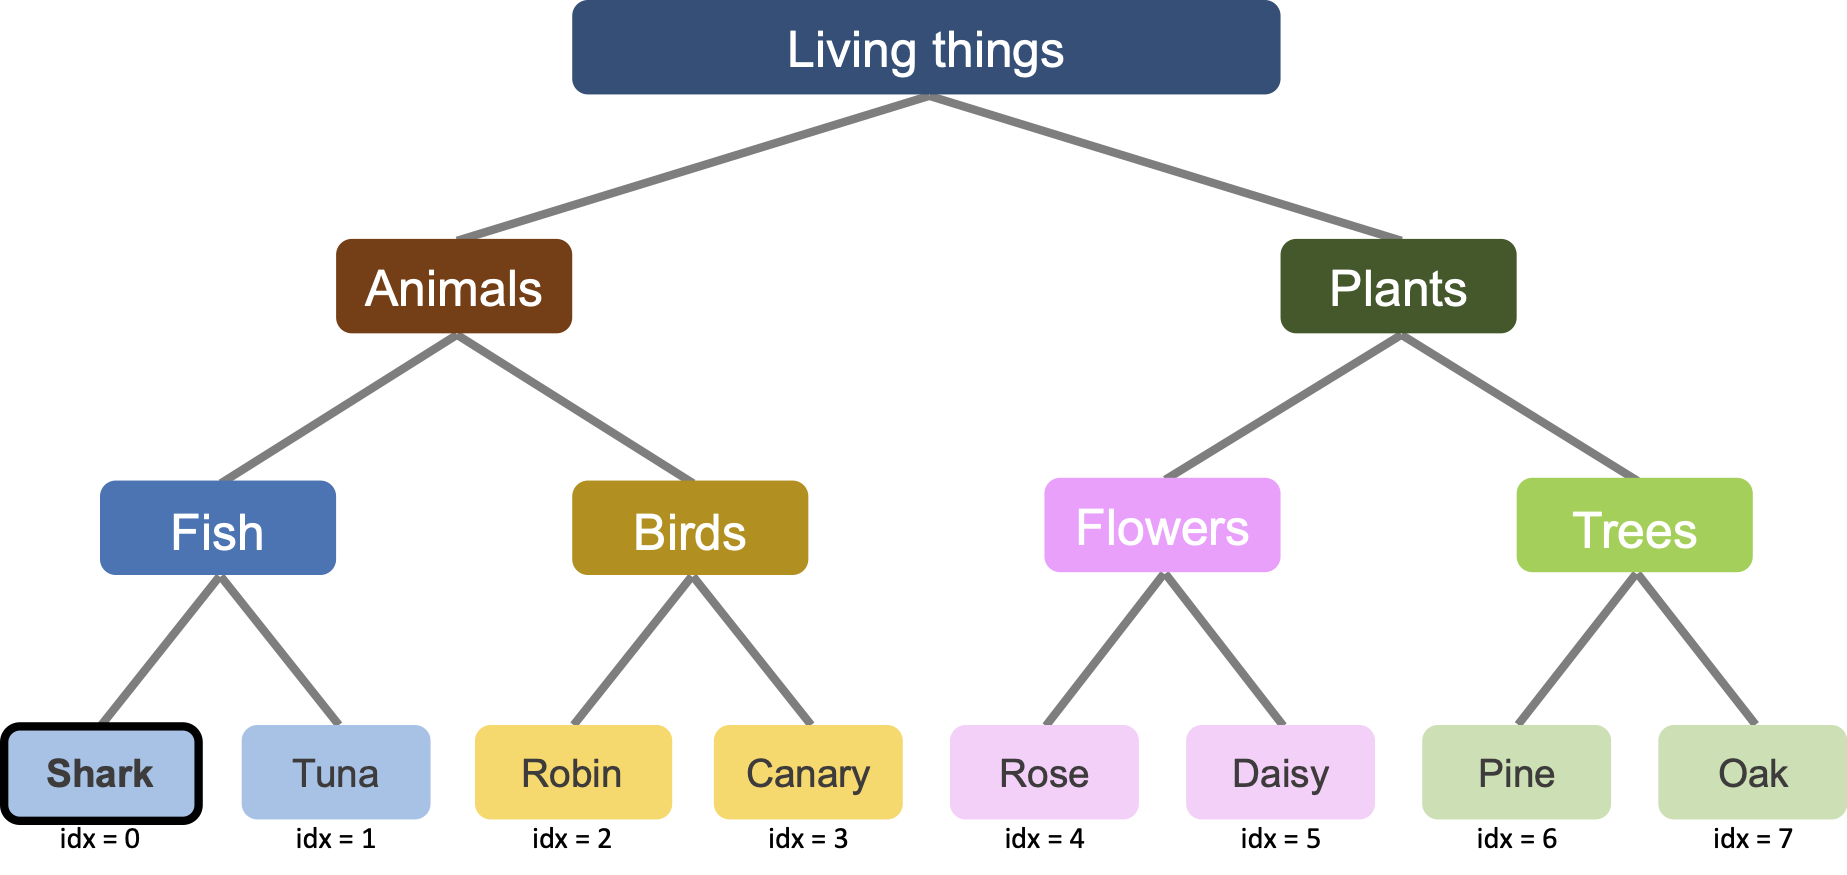 Living things
Animals
Plants
Fish
Birds
Flowers
Trees
Shark
Tuna
Robin
Canary
Rose
Daisy
Pine
Oak
idx = 0
idx = 1
idx = 2
idx = 3
idx = 4
idx = 5
idx = 6
idx = 7